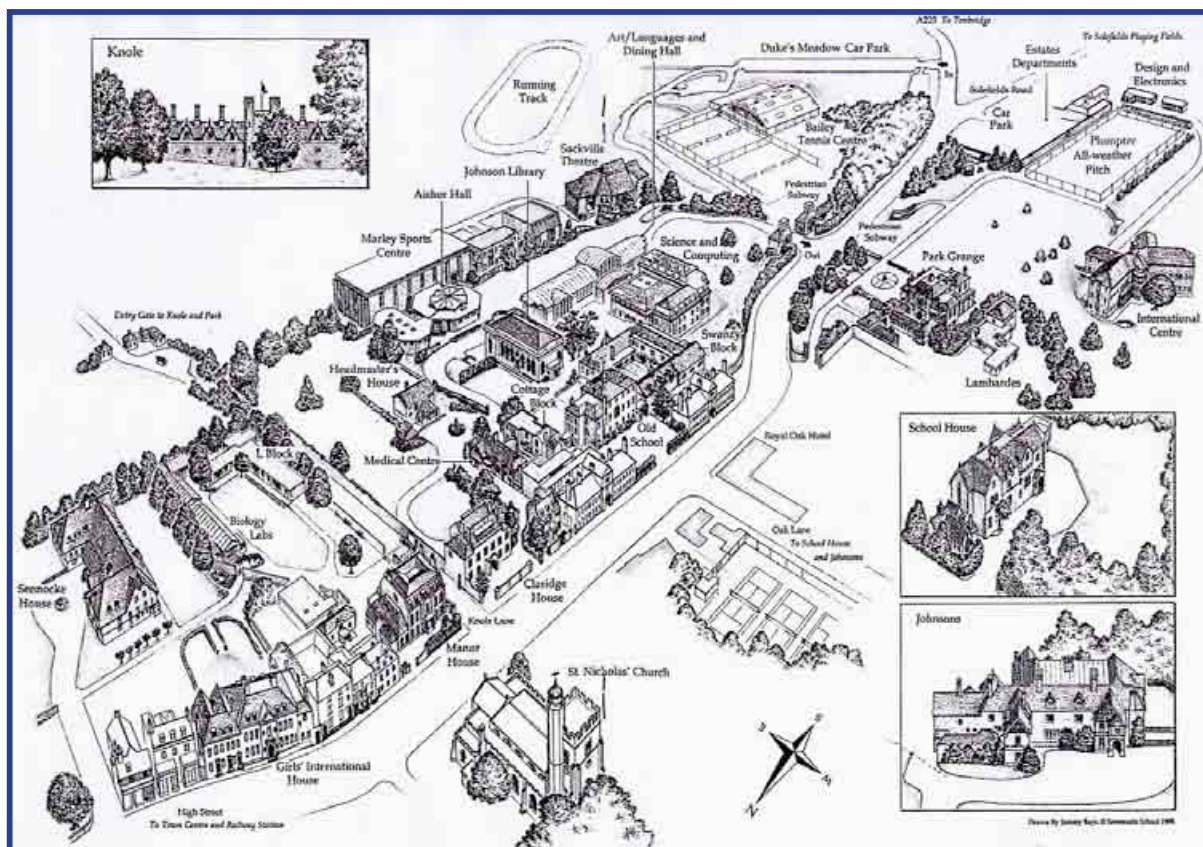 Knole
Running
Track
Art/Languages and
Dining Hall
Duke's Meadow Car Park
A225 To Tonbridge
To Solefields Playing Fields
Estates
Departments
Design and
Electronics
In
Solefields Road
Car
Park
Sackville
Theatre
Bailey
Tennis Centre
Plumptre
All-weather
Pitch
Johnson Library
Aisher Hall
Pedestrian
Subway
Pedestrian
Subway
Marley Sports
Centre
Science and
Computing
Out
Park Grange
International
Centre
Entry Gate to Knole and Park
Swanzy
Block
Headmaster's
House
Cottage
Block
Lambardes
School House
Old
School
Royal Oak Hotel
L Block
Medical Centre
Biology
Labs
Oak Lane
To School House
and Johnsons
Sennocke
House
Claridge
House
Johnsons
Knole Lane
Manor
House
St. Nicholas' Church
S
W
N
Girls' International
House
High Street
To Town Centre and Railway Station